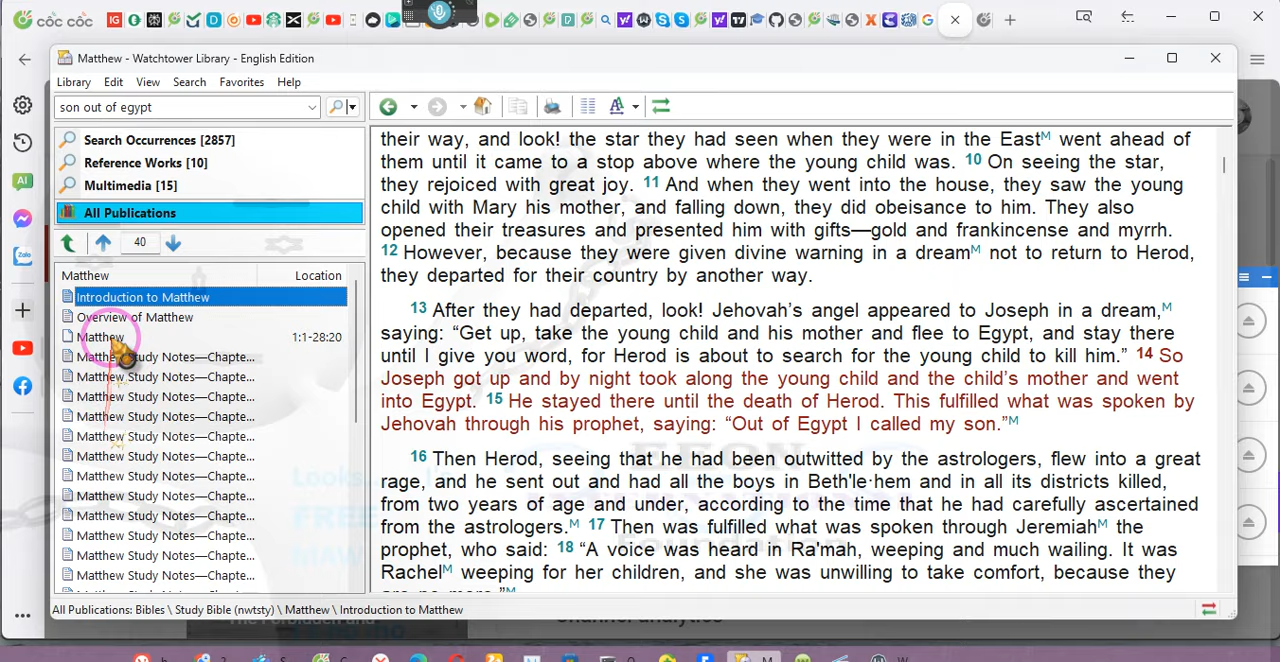 cốc cốc
Matthew - Watchtower Library - English Edition
Library Edit View Search Favorites Help
son out of egypt
Search Occurrences [2857]
Reference Works [10]
Multimedia [15]
All Publications
40
Matthew Location
Introduction to Matthew
Overview of Matthew
Matthew 1:1-28:20
Matthew Study Notes—Chapte...
Matthew Study Notes—Chapte...
Matthew Study Notes—Chapte...
Matthew Study Notes—Chapte...
Matthew Study Notes—Chapte...
Matthew Study Notes—Chapte...
Matthew Study Notes—Chapte...
Matthew Study Notes—Chapte...
Matthew Study Notes—Chapte...
Matthew Study Notes—Chapte...
Matthew Study Notes—Chapte...
Matthew Study Notes—Chapte...
their way, and look! the star they had seen when they were in the Eastᴹ went ahead of
them until it came to a stop above where the young child was. 10 On seeing the star,
they rejoiced with great joy. 11 And when they went into the house, they saw the young
child with Mary his mother, and falling down, they did obeisance to him. They also
opened their treasures and presented him with gifts—gold and frankincense and myrrh.
12 However, because they were given divine warning in a dreamᴹ not to return to Herod,
they departed for their country by another way.
13 After they had departed, look! Jehovah’s angel appeared to Joseph in a dream,ᴹ
saying: “Get up, take the young child and his mother and flee to Egypt, and stay there
until I give you word, for Herod is about to search for the young child to kill him.” 14 So
Joseph got up and by night took along the young child and the child’s mother and went
into Egypt. 15 He stayed there until the death of Herod. This fulfilled what was spoken by
Jehovah through his prophet, saying: “Out of Egypt I called my son.”ᴹ
16 Then Herod, seeing that he had been outwitted by the astrologers, flew into a great
rage, and he sent out and had all the boys in Beth'le·hem and in all its districts killed,
from two years of age and under, according to the time that he had carefully ascertained
from the astrologers.ᴹ 17 Then was fulfilled what was spoken through Jeremiahᴹ the
prophet, who said: 18 “A voice was heard in Ra'mah, weeping and much wailing. It was
Rachelᴹ weeping for her children, and she was unwilling to take comfort, because they
are no more.”ᴹ
All Publications: Bibles \ Study Bible (nwtsty) \ Matthew \ Introduction to Matthew
AI
Zalo
EEON
Foundation
Looks
FREE
MAW
The Forbidden and
Channel analytics